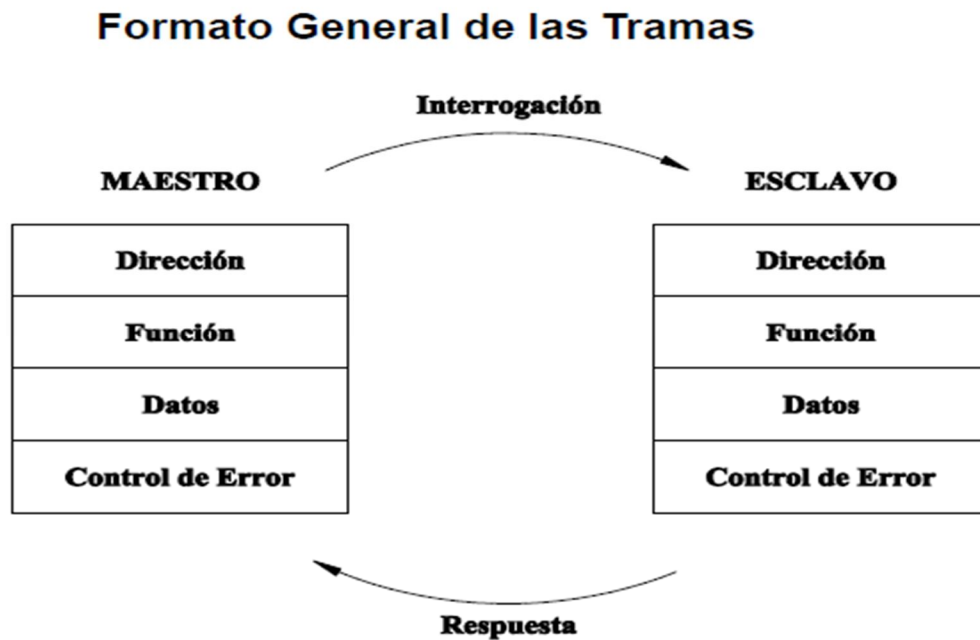 Formato General de las Tramas
Interrogación
MAESTRO
ESCLAVO
Dirección
Función
Datos
Control de Error
Dirección
Función
Datos
Control de Error
Respuesta